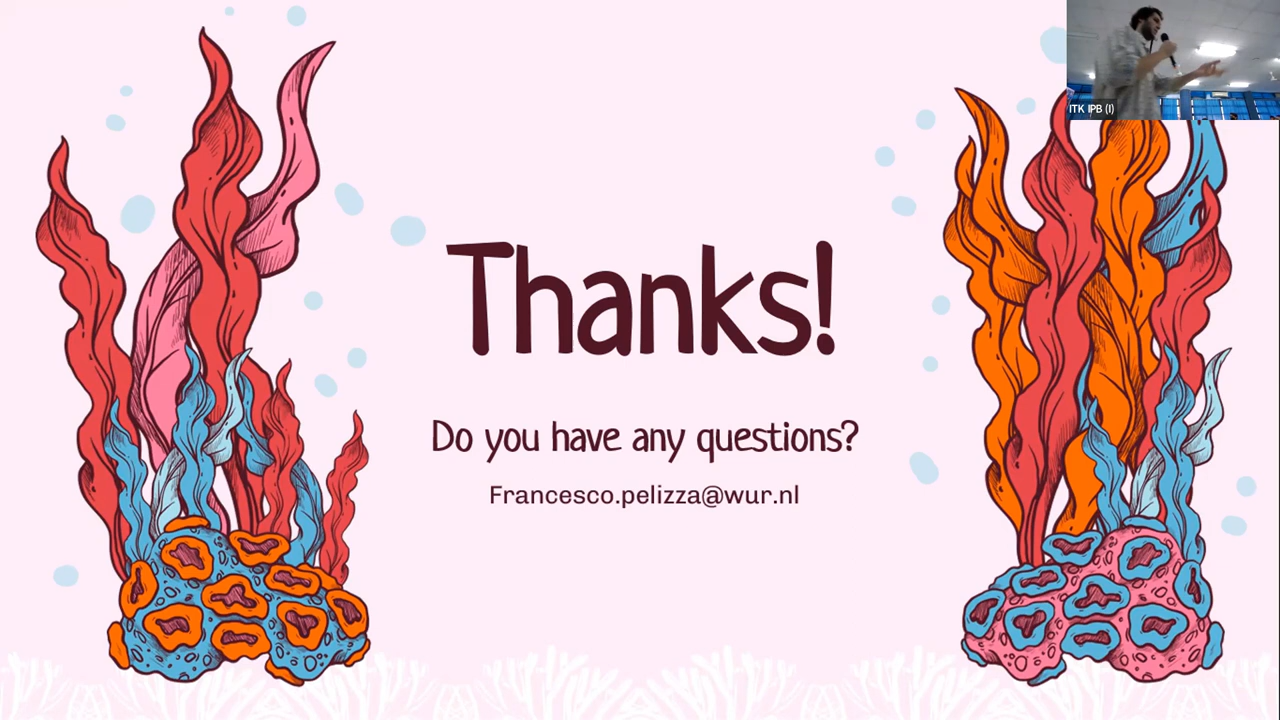 ITK IPB (I)
Thanks!
Do you have any questions?
Francesco.pelizza@wur.nl